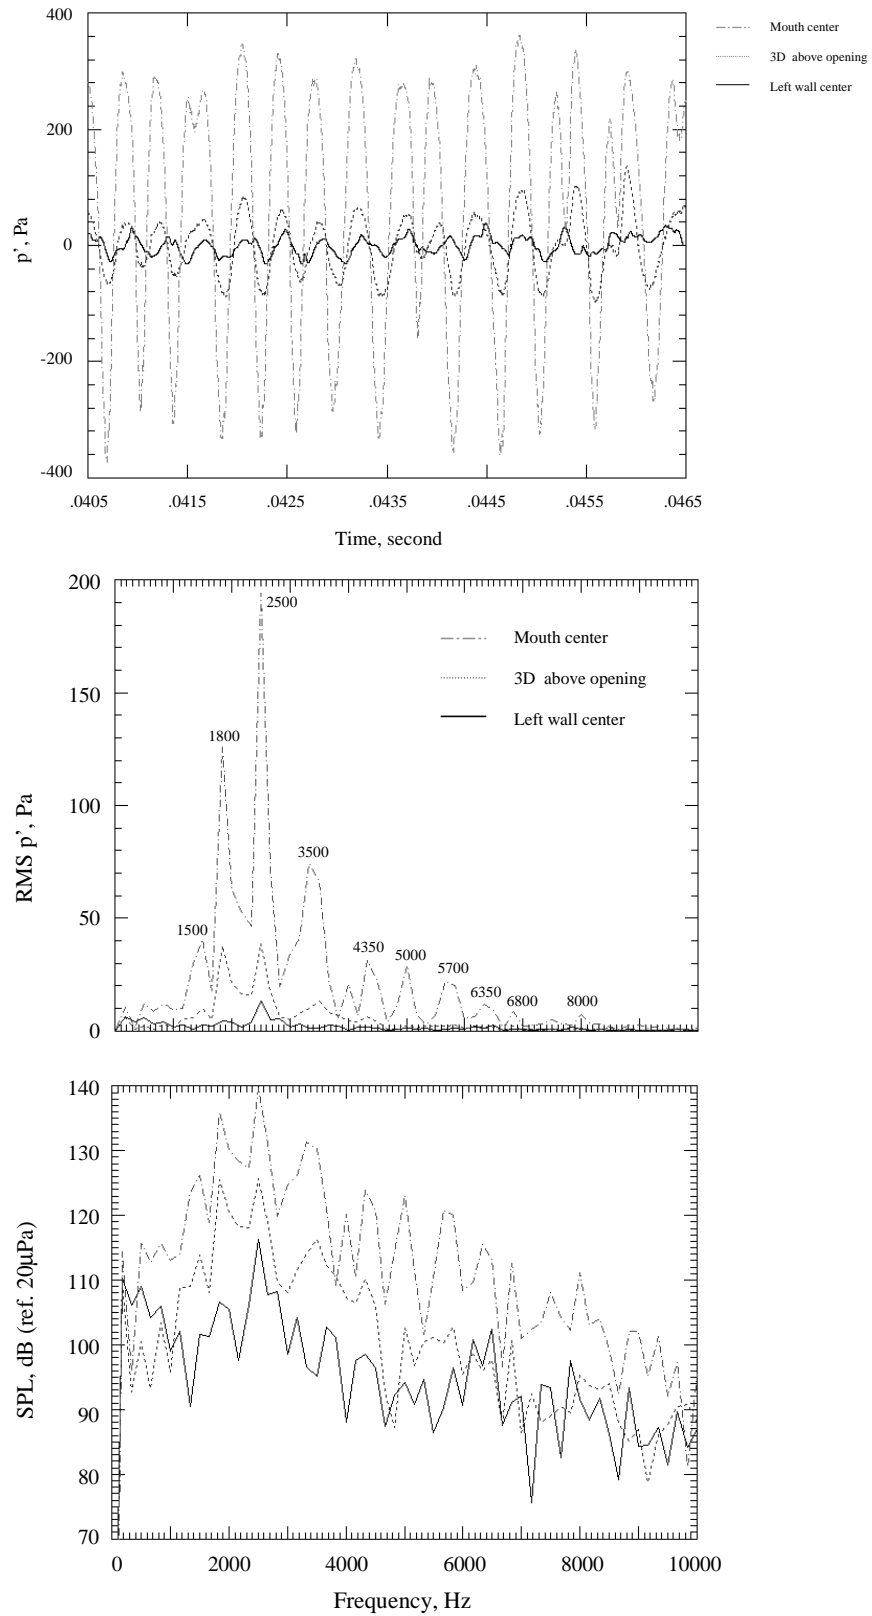 400
200
0
-200
-400
p', Pa
.0405 .0415 .0425 .0435 .0445 .0455 .0465
Time, second
Mouth center
3D above opening
Left wall center
200
150
100
50
0
RMS p', Pa
2500
1800
3500
1500
4350
5000
5700
6350
6800
8000
Mouth center
3D above opening
Left wall center
140
130
120
110
100
90
80
70
SPL, dB (ref. 20µPa)
0 2000 4000 6000 8000 10000
Frequency, Hz